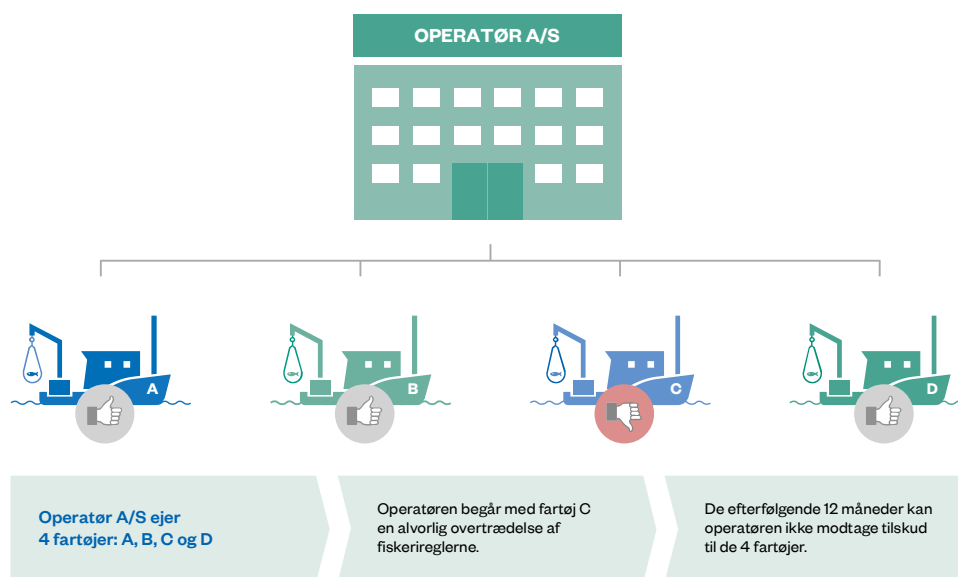 OPERATØR A/S
A
B
C
D
Operatør A/S ejer
4 fartøjer: A, B, C og D
Operatøren begår med fartøj C
en alvorlig overtrædelse af
fiskerireglerne.
De efterfølgende 12 måneder kan
operatøren ikke modtage tilskud
til de 4 fartøjer.